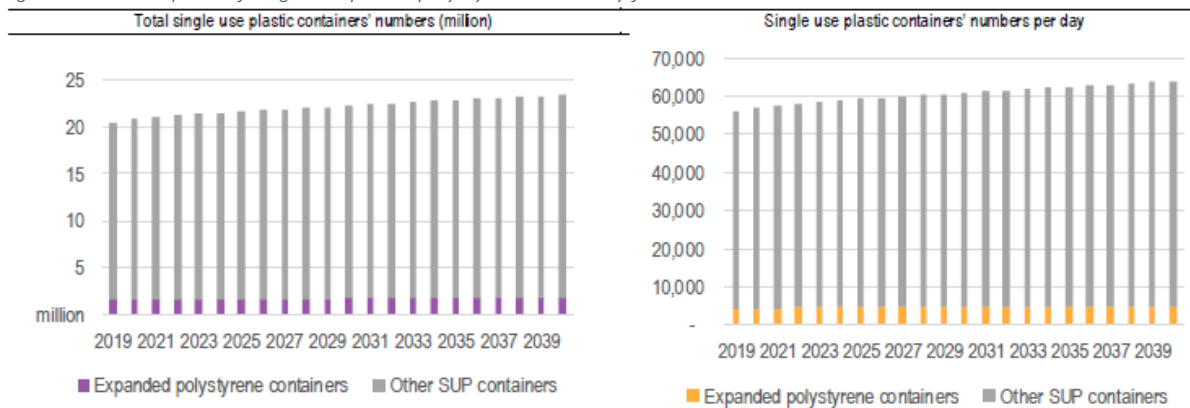 Total single use plastic containers' numbers (million)
25
20
15
10
5
million
2019 2021 2023 2025 2027 2029 2031 2033 2035 2037 2039
Expanded polystyrene containers Other SUP containers
Single use plastic containers' numbers per day
70,000
60,000
50,000
40,000
30,000
20,000
10,000
-
2019 2021 2023 2025 2027 2029 2031 2033 2035 2037 2039
Expanded polystyrene containers Other SUP containers